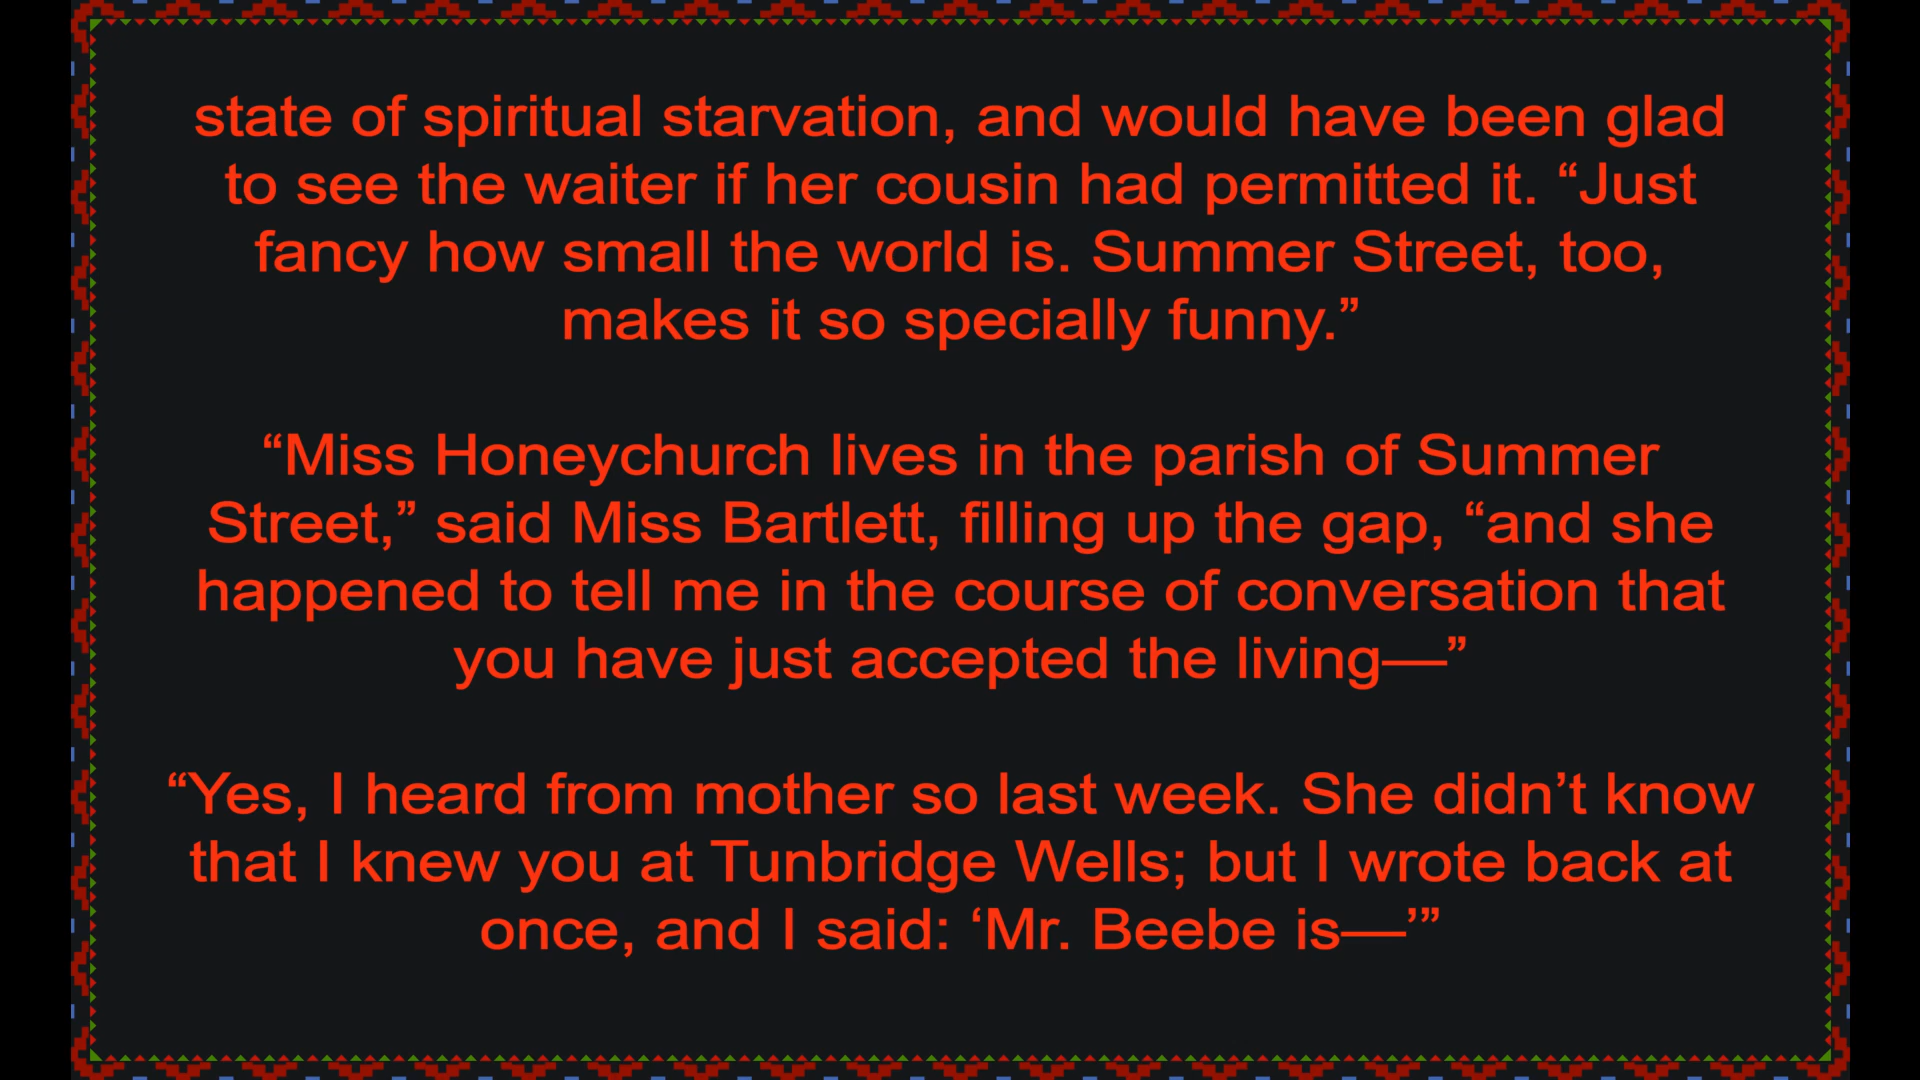 state of spiritual starvation, and would have been glad
to see the waiter if her cousin had permitted it. “Just
fancy how small the world is. Summer Street, too,
makes it so specially funny.”
“Miss Honeychurch lives in the parish of Summer
Street,” said Miss Bartlett, filling up the gap, “and she
happened to tell me in the course of conversation that
you have just accepted the living—”
“Yes, I heard from mother so last week. She didn’t know
that I knew you at Tunbridge Wells; but I wrote back at
once, and I said: ‘Mr. Beebe is—’”